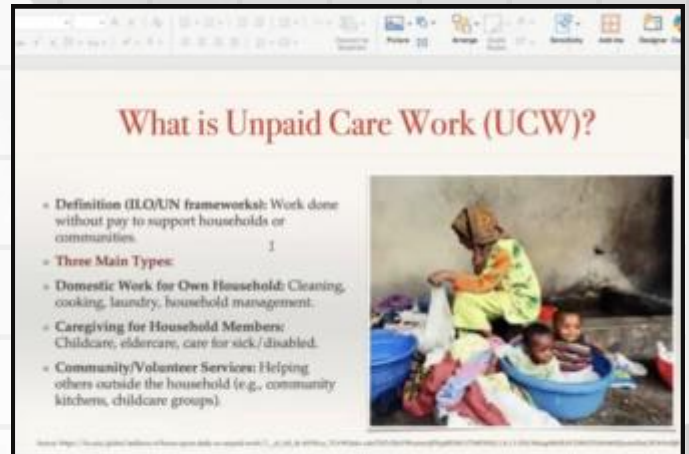 Picture
Arrange
Sensitivity
Add-ins
Designer
What is Unpaid Care Work (UCW)?
Definition (ILO/UN frameworks): Work done
without pay to support households or
communities.
Three Main Types:
Domestic Work for Own Household: Cleaning,
cooking, laundry, household management.
Caregiving for Household Members:
Childcare, eldercare, care for sick/disabled.
Community/Volunteer Services: Helping
others outside the household (e.g., community
kitchens, childcare groups).